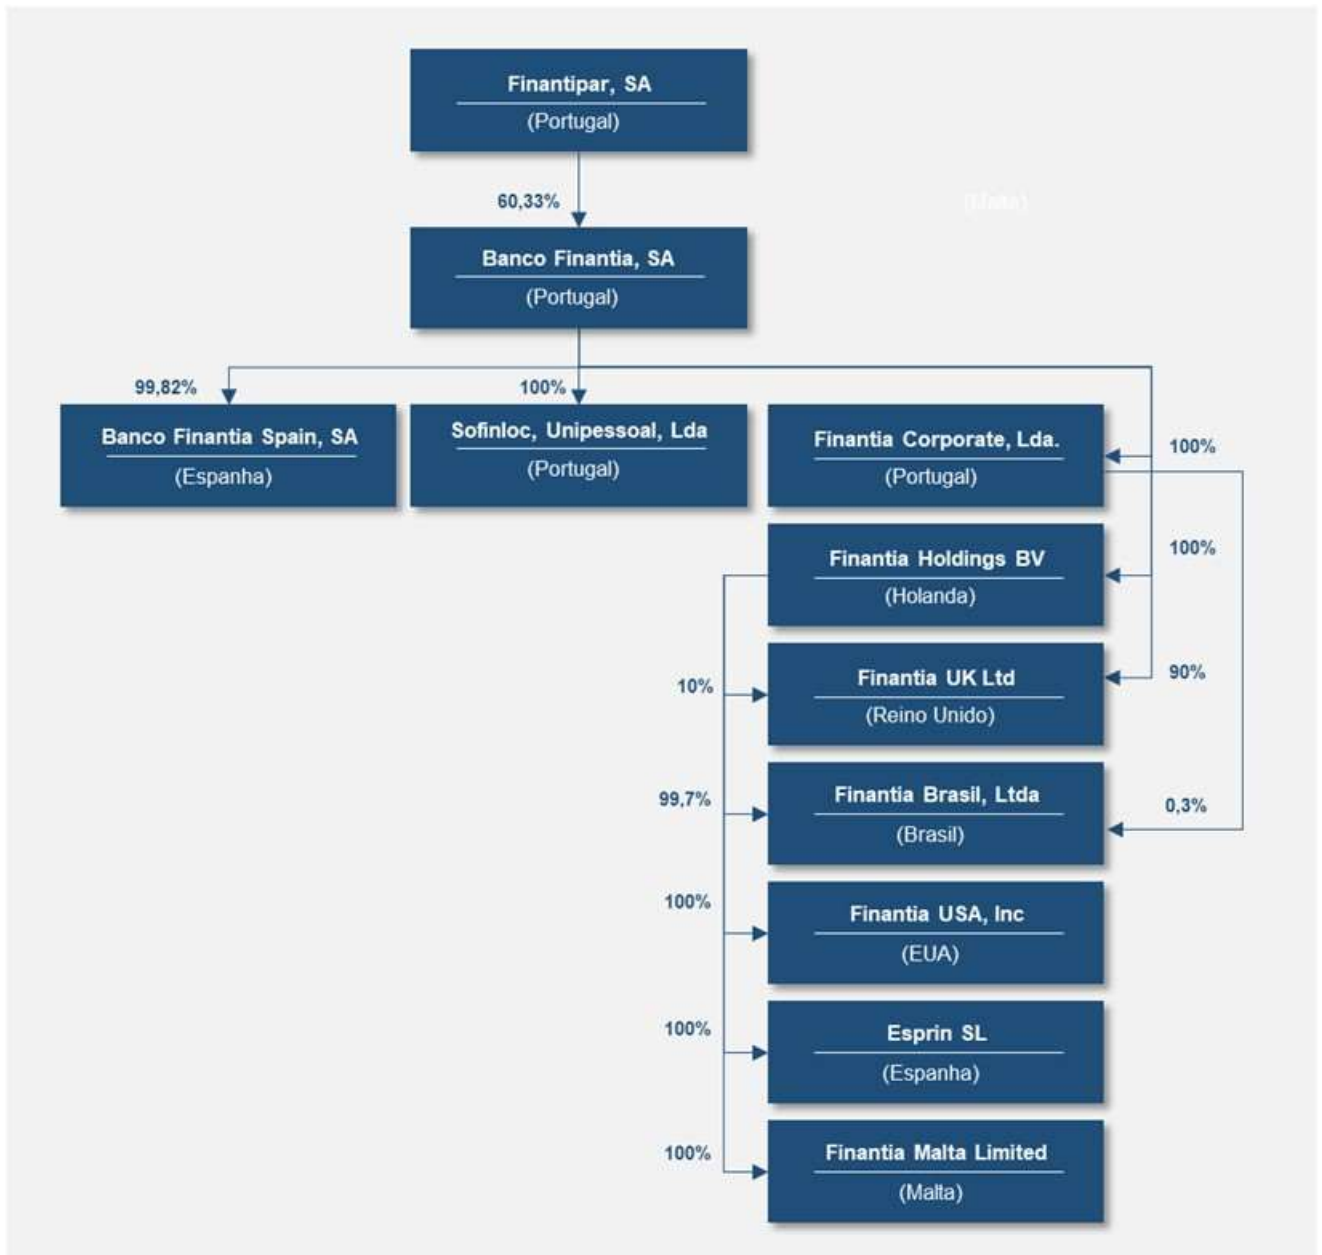 Finantipar, SA
(Portugal)
60,33%
Banco Finantia, SA
(Portugal)
99,82%
100%
Banco Finantia Spain, SA
(Espanha)
Sofinloc, Unipessoal, Lda
(Portugal)
Finantia Corporate, Lda.
(Portugal)
100%
Finantia Holdings BV
(Holanda)
100%
10%
Finantia UK Ltd
(Reino Unido)
90%
99,7%
Finantia Brasil, Ltda
(Brasil)
0,3%
100%
Finantia USA, Inc
(EUA)
100%
Esprin SL
(Espanha)
100%
Finantia Malta Limited
(Malta)